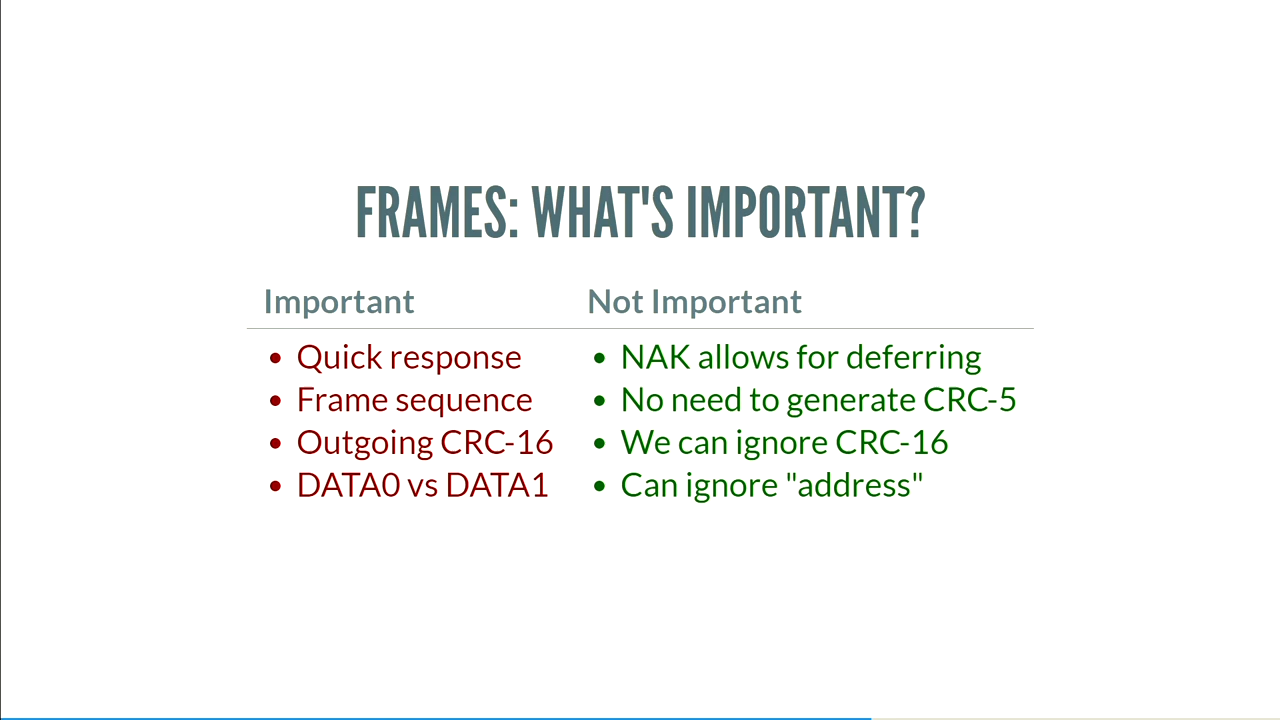 FRAMES: WHAT'S IMPORTANT?
Important
Not Important
• Quick response
• Frame sequence
• Outgoing CRC-16
• DATA0 vs DATA1
• NAK allows for deferring
• No need to generate CRC-5
• We can ignore CRC-16
• Can ignore "address"